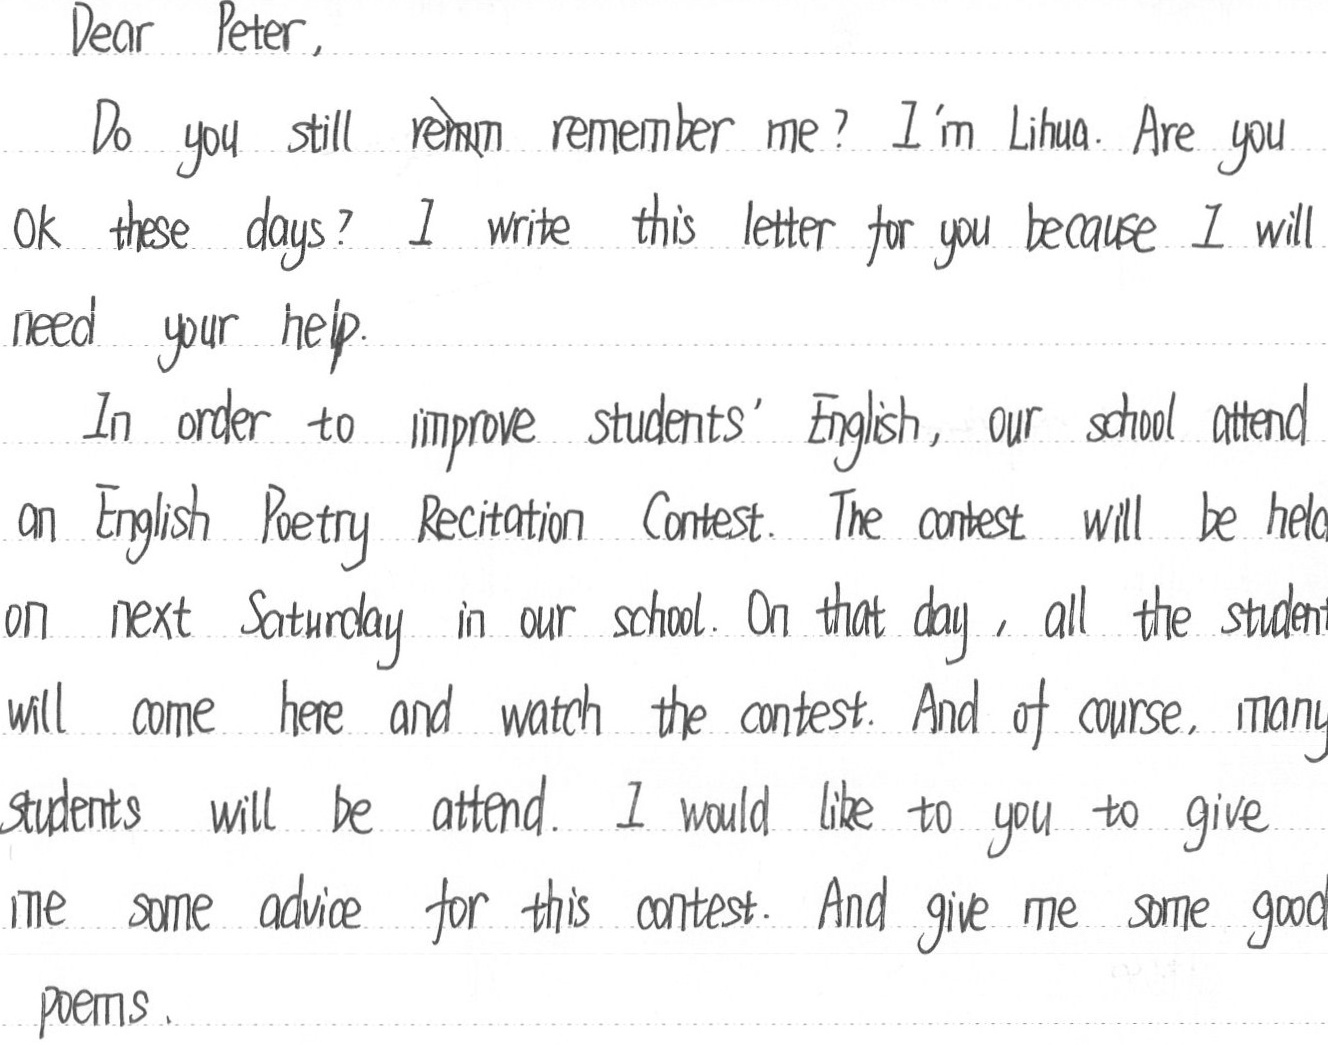 Dear Peter,
Do you still remember me? I'm Lihua. Are you
Ok these days? I write this letter for you because I will
need your help.
In order to improve students' English, our school attend
an English Poetry Recitation Contest. The contest will be held
on next Saturday in our school. On that day, all the student
will come here and watch the contest. And of course, many
students will be attend. I would like to you to give
me some advice for this contest. And give me some good
poems.